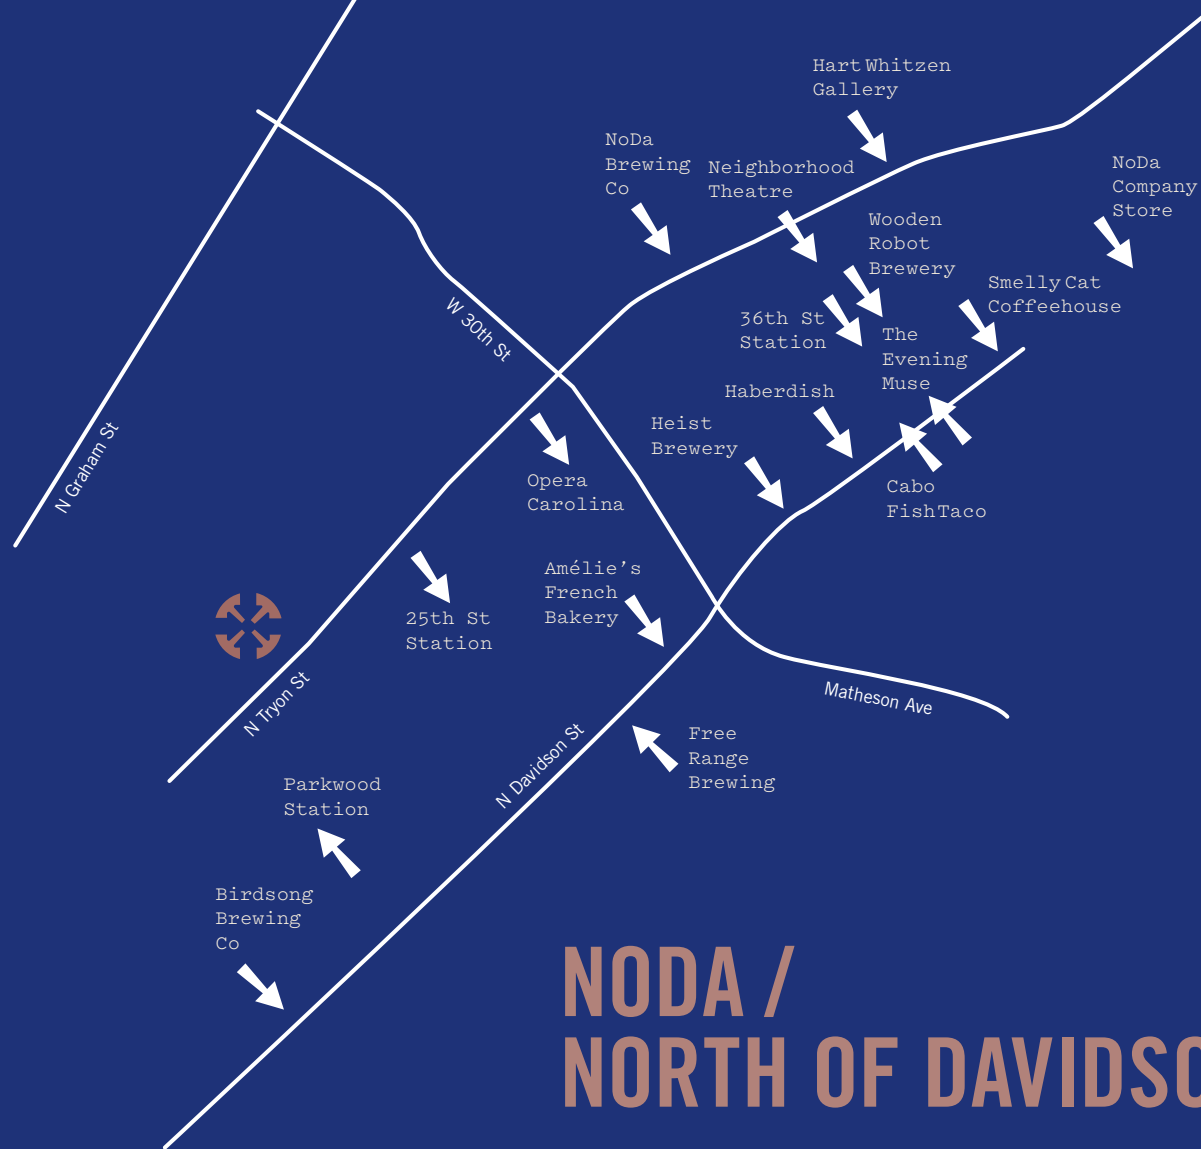 Hart Whitzen
Gallery
NoDa
Brewing
Co
Neighborhood
Theatre
NoDa
Company
Store
Wooden
Robot
Brewery
Smelly Cat
Coffeehouse
36th St
Station
The
Evening
Muse
W 30th St
Haberdish
Heist
Brewery
N Graham St
Opera
Carolina
Cabo
Fish Taco
Amélie’s
French
Bakery
25th St
Station
N Tryon St
Matheson Ave
N Davidson St
Free
Range
Brewing
Parkwood
Station
Birdsong
Brewing
Co
NODA /
NORTH OF DAVIDSO